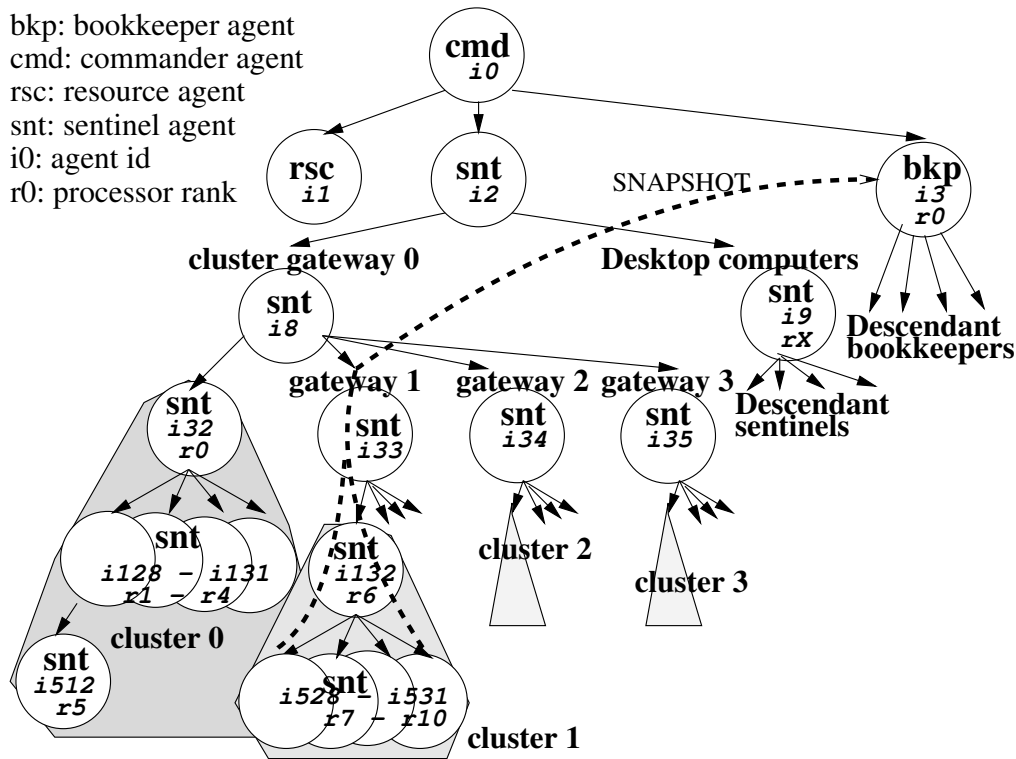 bkp: bookkeeper agent
cmd: commander agent
rsc: resource agent
snt: sentinel agent
i0: agent id
r0: processor rank
cmd
i0
rsc
i1
snt
i2
SNAPSHOT
bkp
i3
r0
cluster gateway 0
Desktop computers
snt
i8
snt
i9
rX
Descendant
bookkeepers
gateway 1
gateway 2
gateway 3
Descendant
sentinels
snt
i32
r0
snt
i33
snt
i34
snt
i35
snt
i128 - i131
r1 - r4
cluster 0
snt
i512
r5
snt
i132
r6
cluster 2
cluster 3
snt
i528 - i531
r7 - r10
cluster 1